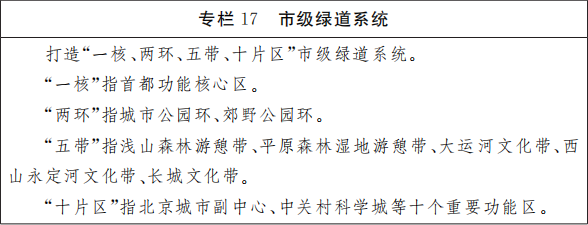 专栏 17 市级绿道系统
打造“一核、两环、五带、十片区”市级绿道系统。
“一核”指首都功能核心区。
“两环”指城市公园环、郊野公园环。
“五带”指浅山森林游憩带、平原森林湿地游憩带、大运河文化带、西
山永定河文化带、长城文化带。
“十片区”指北京城市副中心、中关村科学城等十个重要功能区。